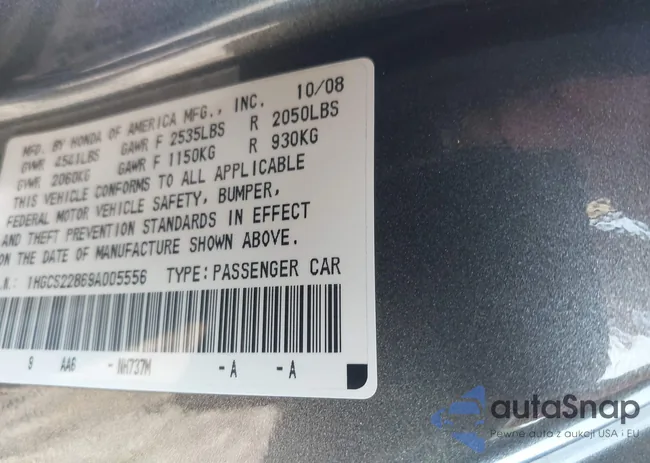 MFD. BY HONDA OF AMERICA MFG., INC. 10/08
GVWR 4541LBS GAWR F 2535LBS R 2050LBS
GVWR 2060KG GAWR F 1150KG R 930KG
THIS VEHICLE CONFORMS TO ALL APPLICABLE
FEDERAL MOTOR VEHICLE SAFETY, BUMPER,
AND THEFT PREVENTION STANDARDS IN EFFECT
ON THE DATE OF MANUFACTURE SHOWN ABOVE.
.N.: 1HGCS22869A005556 TYPE: PASSENGER CAR
9 AA6 - NH737M - A - A
autaSnap
Pewne auta z aukcji USA i EU